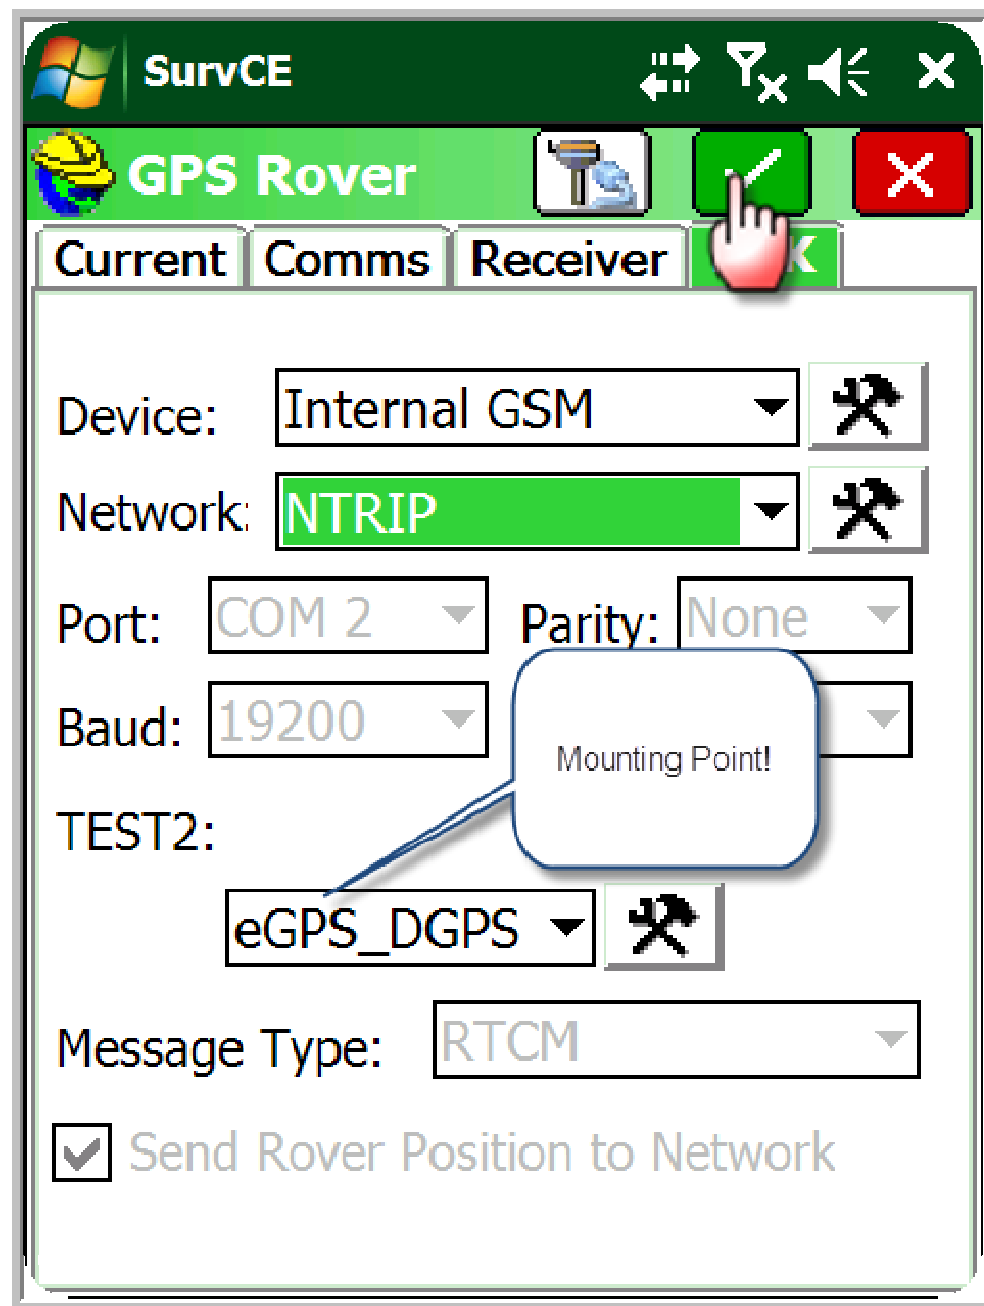 SurvCE
GPS Rover
Current Comms Receiver
Device: Internal GSM
Network: NTRIP
Port: COM 2 Parity: None
Baud: 19200
Mounting Point!
TEST2:
eGPS_DGPS
Message Type: RTCM
Send Rover Position to Network